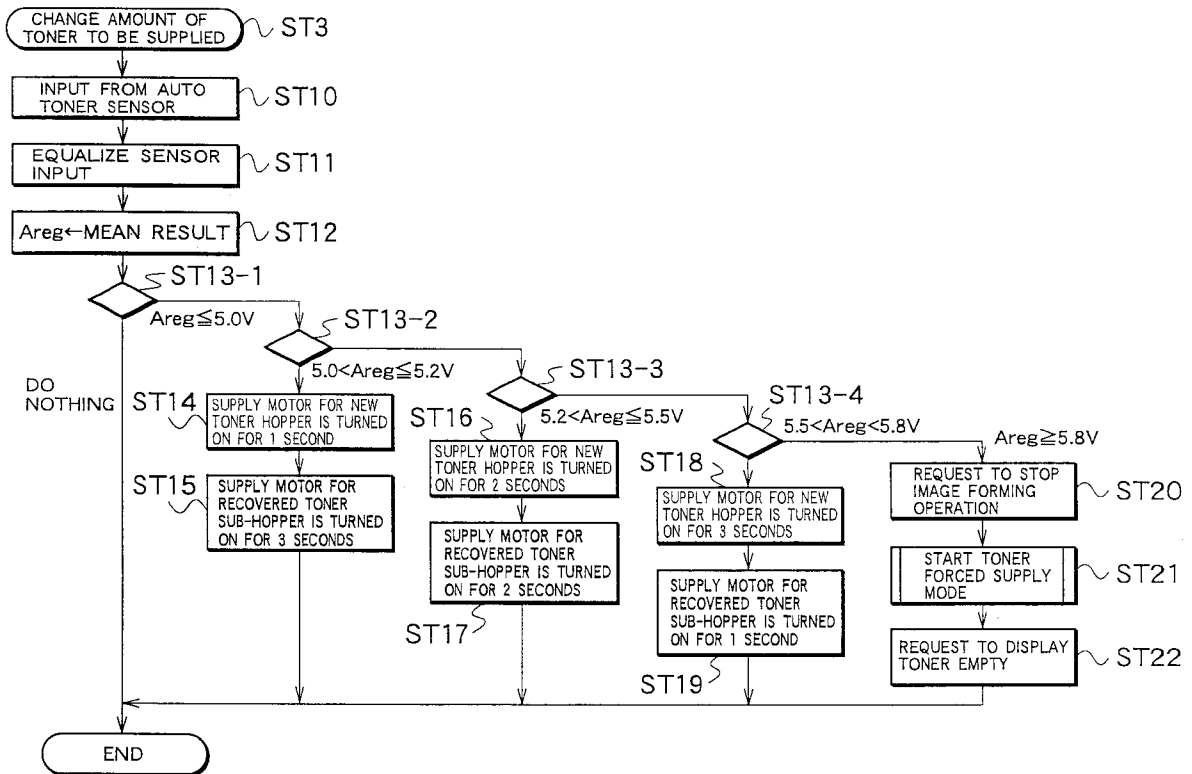 CHANGE AMOUNT OF
TONER TO BE SUPPLIED
ST3
INPUT FROM AUTO
TONER SENSOR
ST10
EQUALIZE SENSOR
INPUT
ST11
Areg←MEAN RESULT
ST12
ST13-1
Areg≦5.0V
DO
NOTHING
ST13-2
5.0<Areg≦5.2V
ST14
SUPPLY MOTOR FOR NEW
TONER HOPPER IS TURNED
ON FOR 1 SECOND
ST15
SUPPLY MOTOR FOR
RECOVERED TONER
SUB-HOPPER IS TURNED
ON FOR 3 SECONDS
ST13-3
5.2<Areg≦5.5V
ST16
SUPPLY MOTOR FOR NEW
TONER HOPPER IS TURNED
ON FOR 2 SECONDS
SUPPLY MOTOR FOR
RECOVERED TONER
SUB-HOPPER IS TURNED
ON FOR 2 SECONDS
ST17
ST13-4
5.5<Areg<5.8V
ST18
SUPPLY MOTOR FOR NEW
TONER HOPPER IS TURNED
ON FOR 3 SECONDS
SUPPLY MOTOR FOR
RECOVERED TONER
SUB-HOPPER IS TURNED
ON FOR 1 SECOND
ST19
Areg≧5.8V
REQUEST TO STOP
IMAGE FORMING
OPERATION
ST20
START TONER
FORCED SUPPLY
MODE
ST21
REQUEST TO DISPLAY
TONER EMPTY
ST22
END